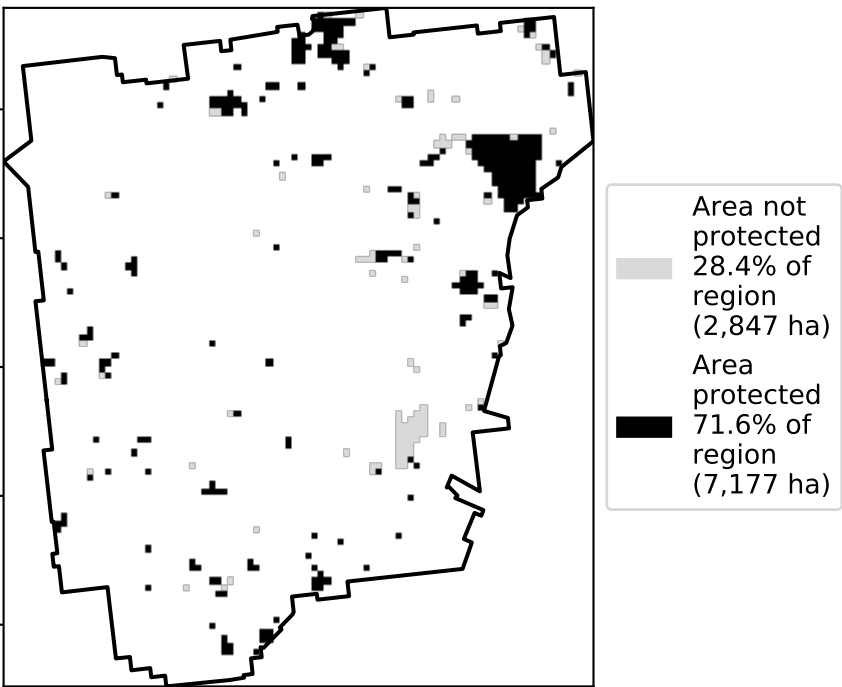 Area not
protected
28.4% of
region
(2,847 ha)
Area
protected
71.6% of
region
(7,177 ha)